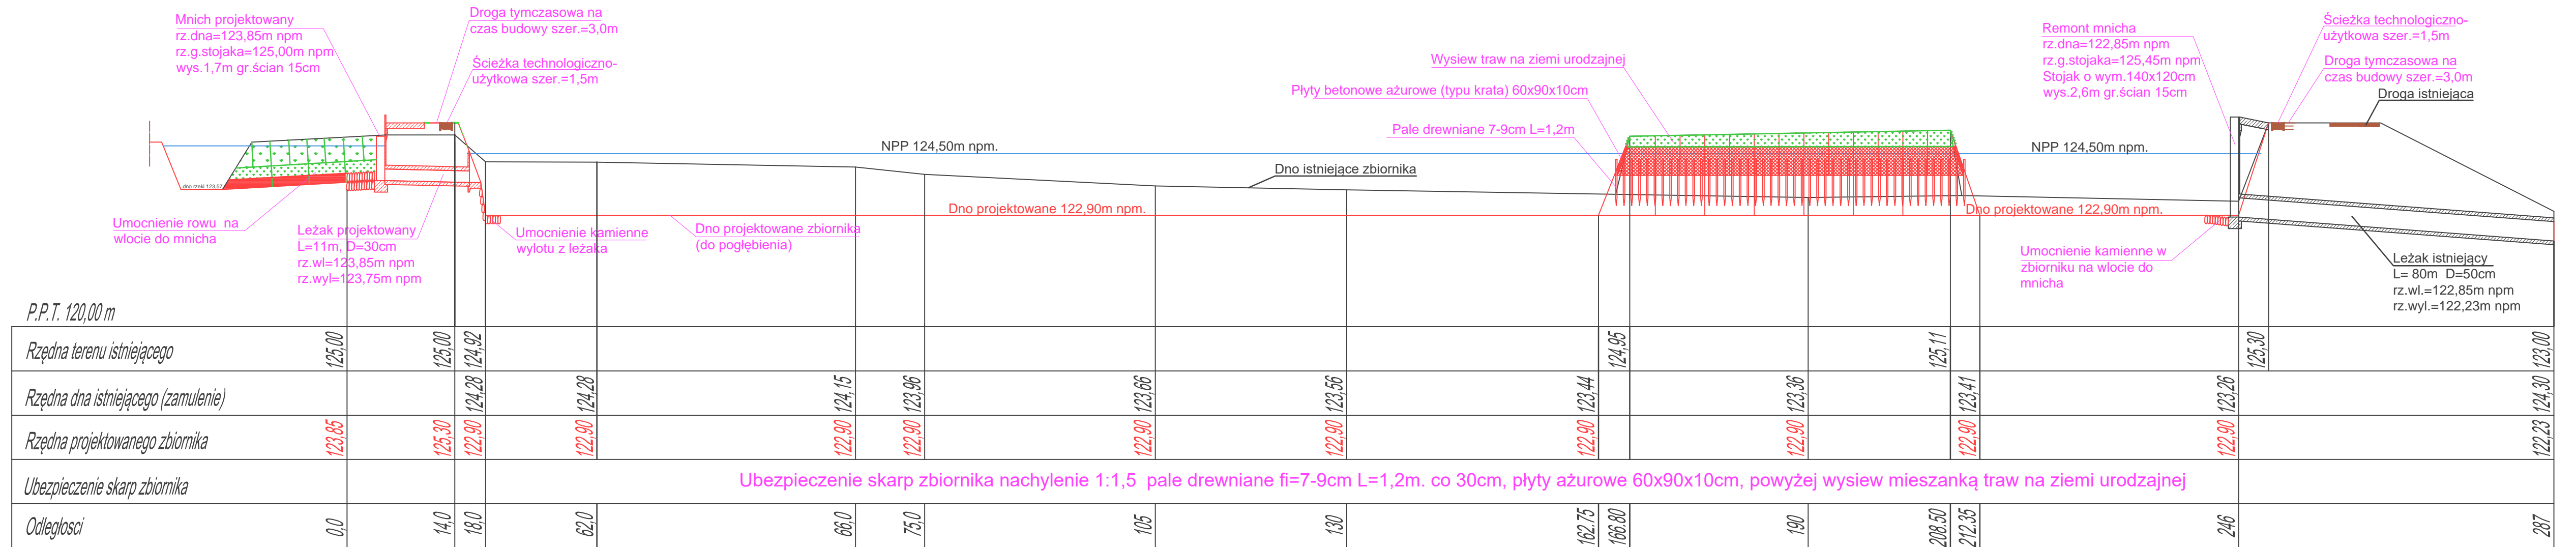 Mnich projektowany
rz.dna=123,85m npm
rz.g.stojaka=125,00m npm
wys.1,7m gr.ścian 15cm
Droga tymczasowa na
czas budowy szer.=3,0m
Ścieżka technologiczno-
użytkowa szer.=1,5m
Wysiew traw na ziemi urodzajnej
Płyty betonowe ażurowe (typu krata) 60x90x10cm
Pale drewniane 7-9cm L=1,2m
Remont mnicha
rz.dna=122,85m npm
rz.g.stojaka=125,45m npm
Stojak o wym.140x120cm
wys.2,6m gr.ścian 15cm
Ścieżka technologiczno-
użytkowa szer.=1,5m
Droga tymczasowa na
czas budowy szer.=3,0m
Droga istniejąca
NPP 124,50m npm.
NPP 124,50m npm.
Dno istniejące zbiornika
dno rzeki 123,57
Dno projektowane 122,90m npm.
Dno projektowane 122,90m npm.
Umocnienie rowu na
wlocie do mnicha
Leżak projektowany
L=11m, D=30cm
rz.wl=123,85m npm
rz.wyl=123,75m npm
Umocnienie kamienne
wylotu z leżaka
Dno projektowane zbiornika
(do pogłębienia)
Umocnienie kamienne w
zbiorniku na wlocie do
mnicha
Leżak istniejący
L= 80m D=50cm
rz.wl.=122,85m npm
rz.wyl.=122,23m npm
P.P.T. 120,00 m
Rzędna terenu istniejącego 125,00 125,00 124,92 124,95 125,11 125,30 123,00
Rzędna dna istniejącego (zamulenie) 124,28 124,28 124,15 123,96 123,66 123,56 123,44 123,36 123,41 123,26 124,30
Rzędna projektowanego zbiornika 123,85 125,30 122,90 122,90 122,90 122,90 122,90 122,90 122,90 122,90 122,90 122,90 122,23
Ubezpieczenie skarp zbiornika Ubezpieczenie skarp zbiornika nachylenie 1:1,5 pale drewniane fi=7-9cm L=1,2m. co 30cm, płyty ażurowe 60x90x10cm, powyżej wysiew mieszanką traw na ziemi urodzajnej
Odległosci 0,0 14,0 18,0 62,0 66,0 75,0 105 130 162.75 166.80 190 208.50 212.35 246 287